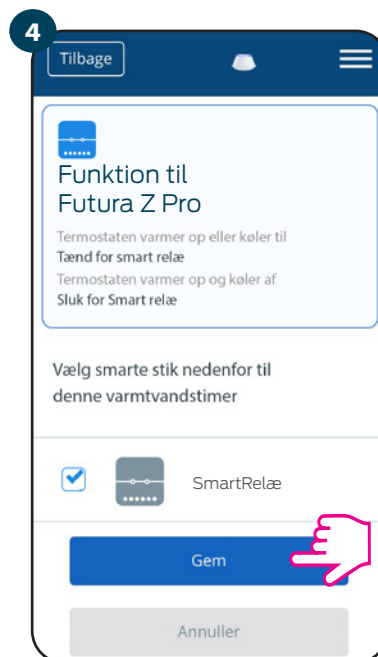 4
Tilbage
Funktion til
Futura Z Pro
Termostaten varmer op eller køler til
Tænd for smart relæ
Termostaten varmer op og køler af
Sluk for Smart relæ
Vælg smarte stik nedenfor til
denne varmtvandstimer
SmartRelæ
Gem
Annuller